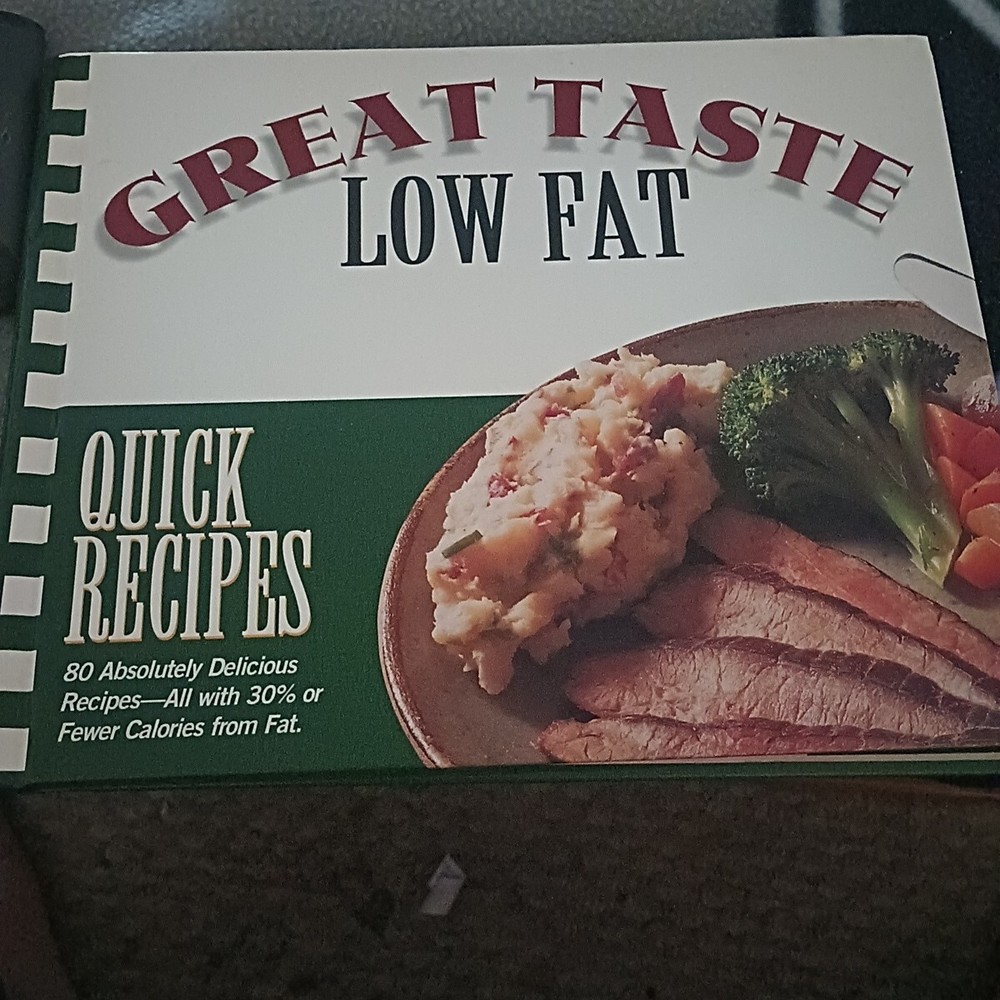 GREAT TASTE
LOW FAT
QUICK
RECIPES
80 Absolutely Delicious
Recipes—All with 30% or
Fewer Calories from Fat.